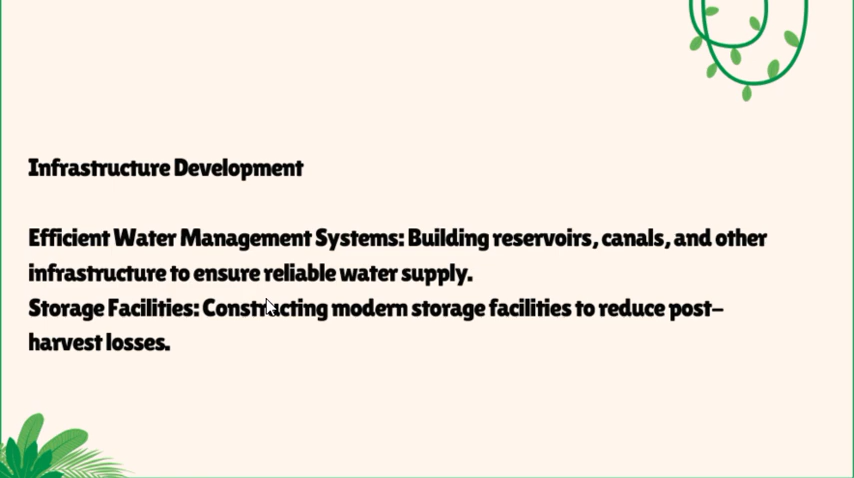 Infrastructure Development
Efficient Water Management Systems: Building reservoirs, canals, and other
infrastructure to ensure reliable water supply.
Storage Facilities: Constructing modern storage facilities to reduce post-
harvest losses.